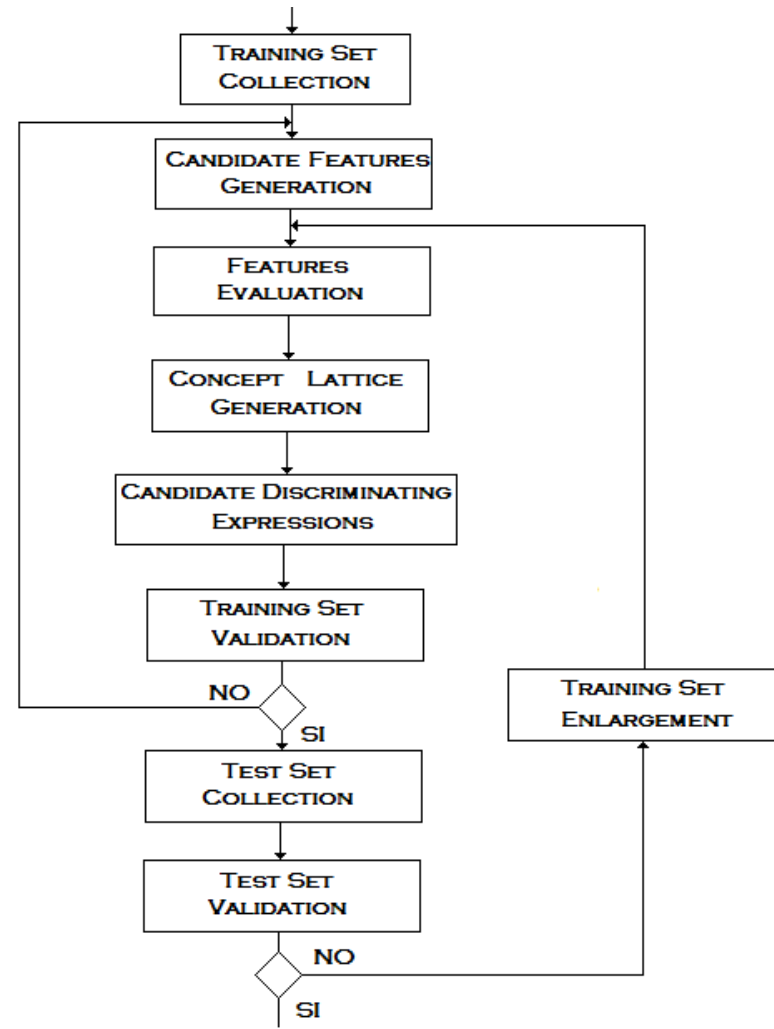 TRAINING SET
COLLECTION
CANDIDATE FEATURES
GENERATION
FEATURES
EVALUATION
CONCEPT LATTICE
GENERATION
CANDIDATE DISCRIMINATING
EXPRESSIONS
TRAINING SET
VALIDATION
NO
SI
TRAINING SET
ENLARGEMENT
TEST SET
COLLECTION
TEST SET
VALIDATION
NO
SI